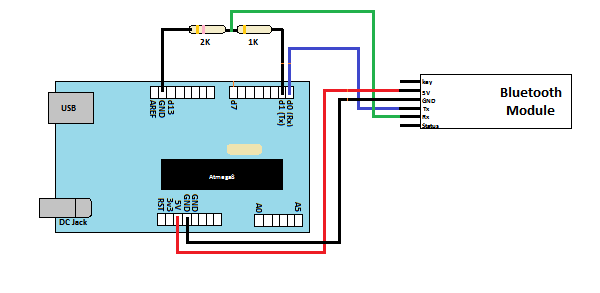 2K
1K
key
5V
GND
Tx
Rx
Status
Bluetooth
Module
USB
AREF
GND
d13
d7
d1 (Tx)
d0 (Rx)
Atmega8
RST
3v3
5V
GND
GND
A0
A5
DC Jack